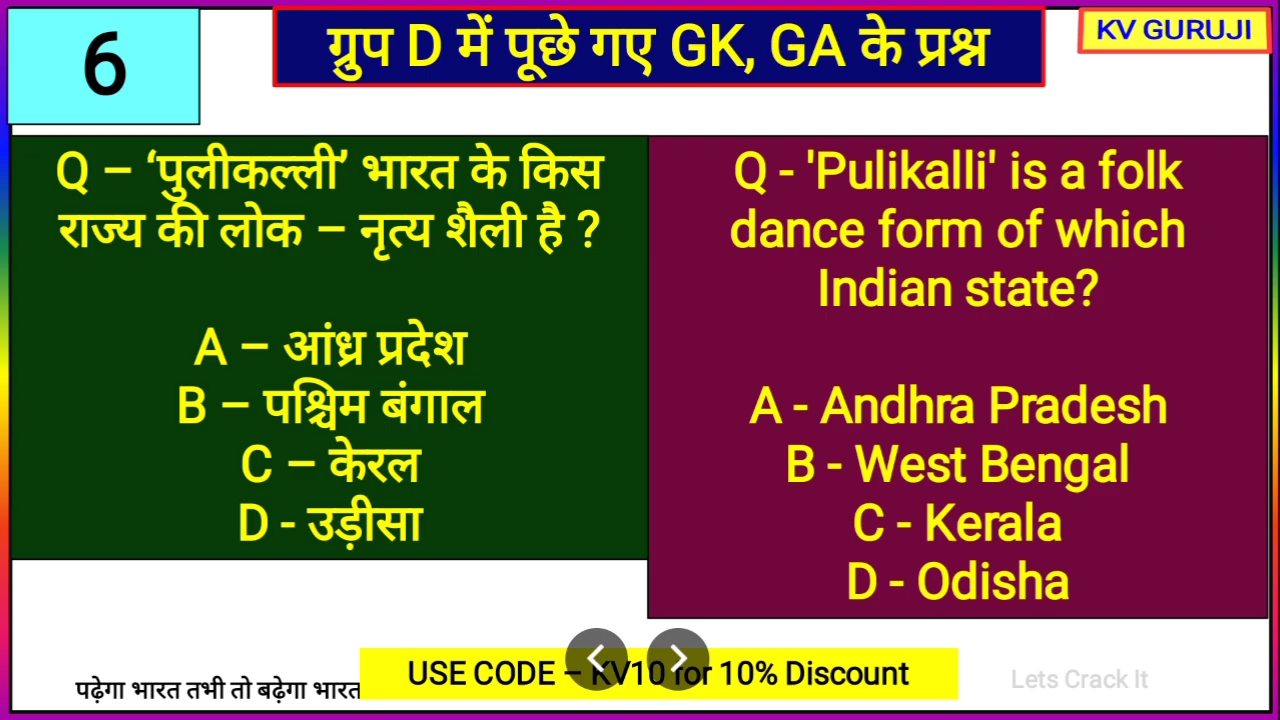 6
ग्रुप D में पूछे गए GK, GA के प्रश्न
KV GURUJI
Q – ‘पुलीकल्ली’ भारत के किस
राज्य की लोक – नृत्य शैली है ?
A – आंध्र प्रदेश
B – पश्चिम बंगाल
C – केरल
D - उड़ीसा
Q - 'Pulikalli' is a folk
dance form of which
Indian state?
A - Andhra Pradesh
B - West Bengal
C - Kerala
D - Odisha
पढ़ेगा भारत तभी तो बढ़ेगा भारत
USE CODE – KV10 for 10% Discount
Lets Crack It